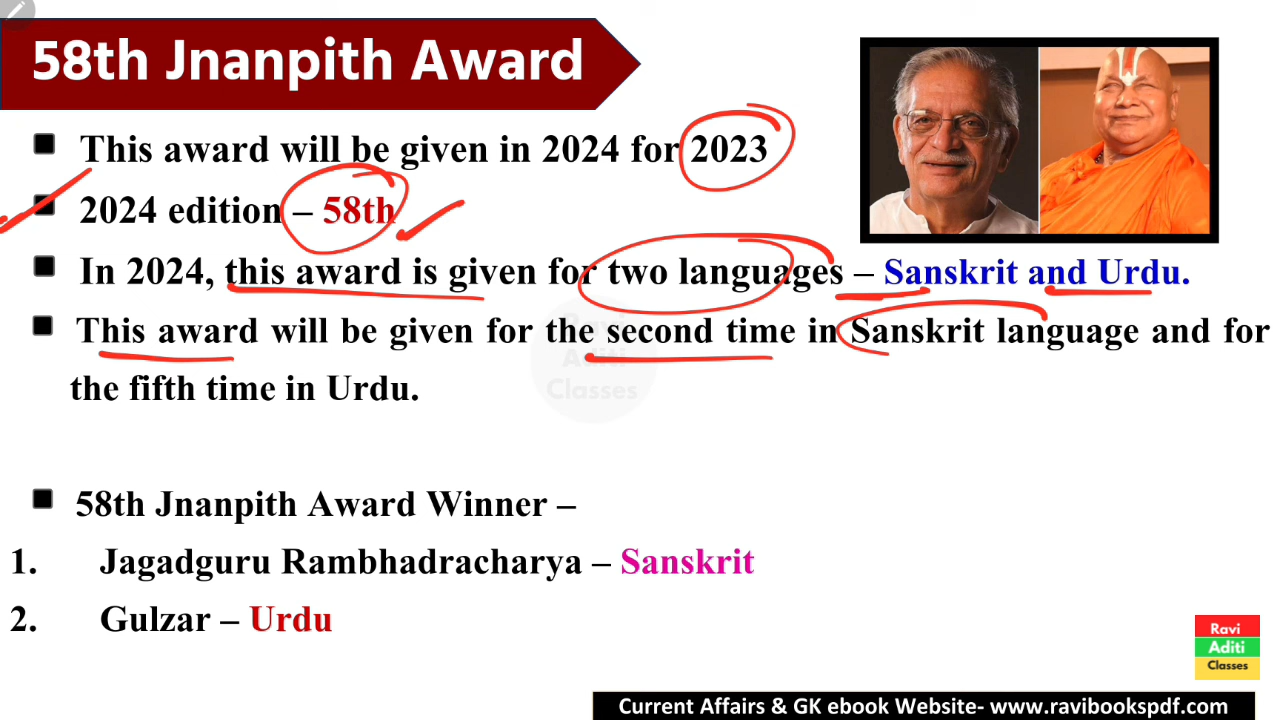 58th Jnanpith Award
This award will be given in 2024 for 2023
2024 edition – 58th
In 2024, this award is given for two languages – Sanskrit and Urdu.
This award will be given for the second time in Sanskrit language and for
the fifth time in Urdu.
Ravi
Aditi
Classes
58th Jnanpith Award Winner –
1. Jagadguru Rambhadracharya – Sanskrit
2. Gulzar – Urdu
Ravi
Aditi
Classes
Current Affairs & GK ebook Website- www.ravibookspdf.com